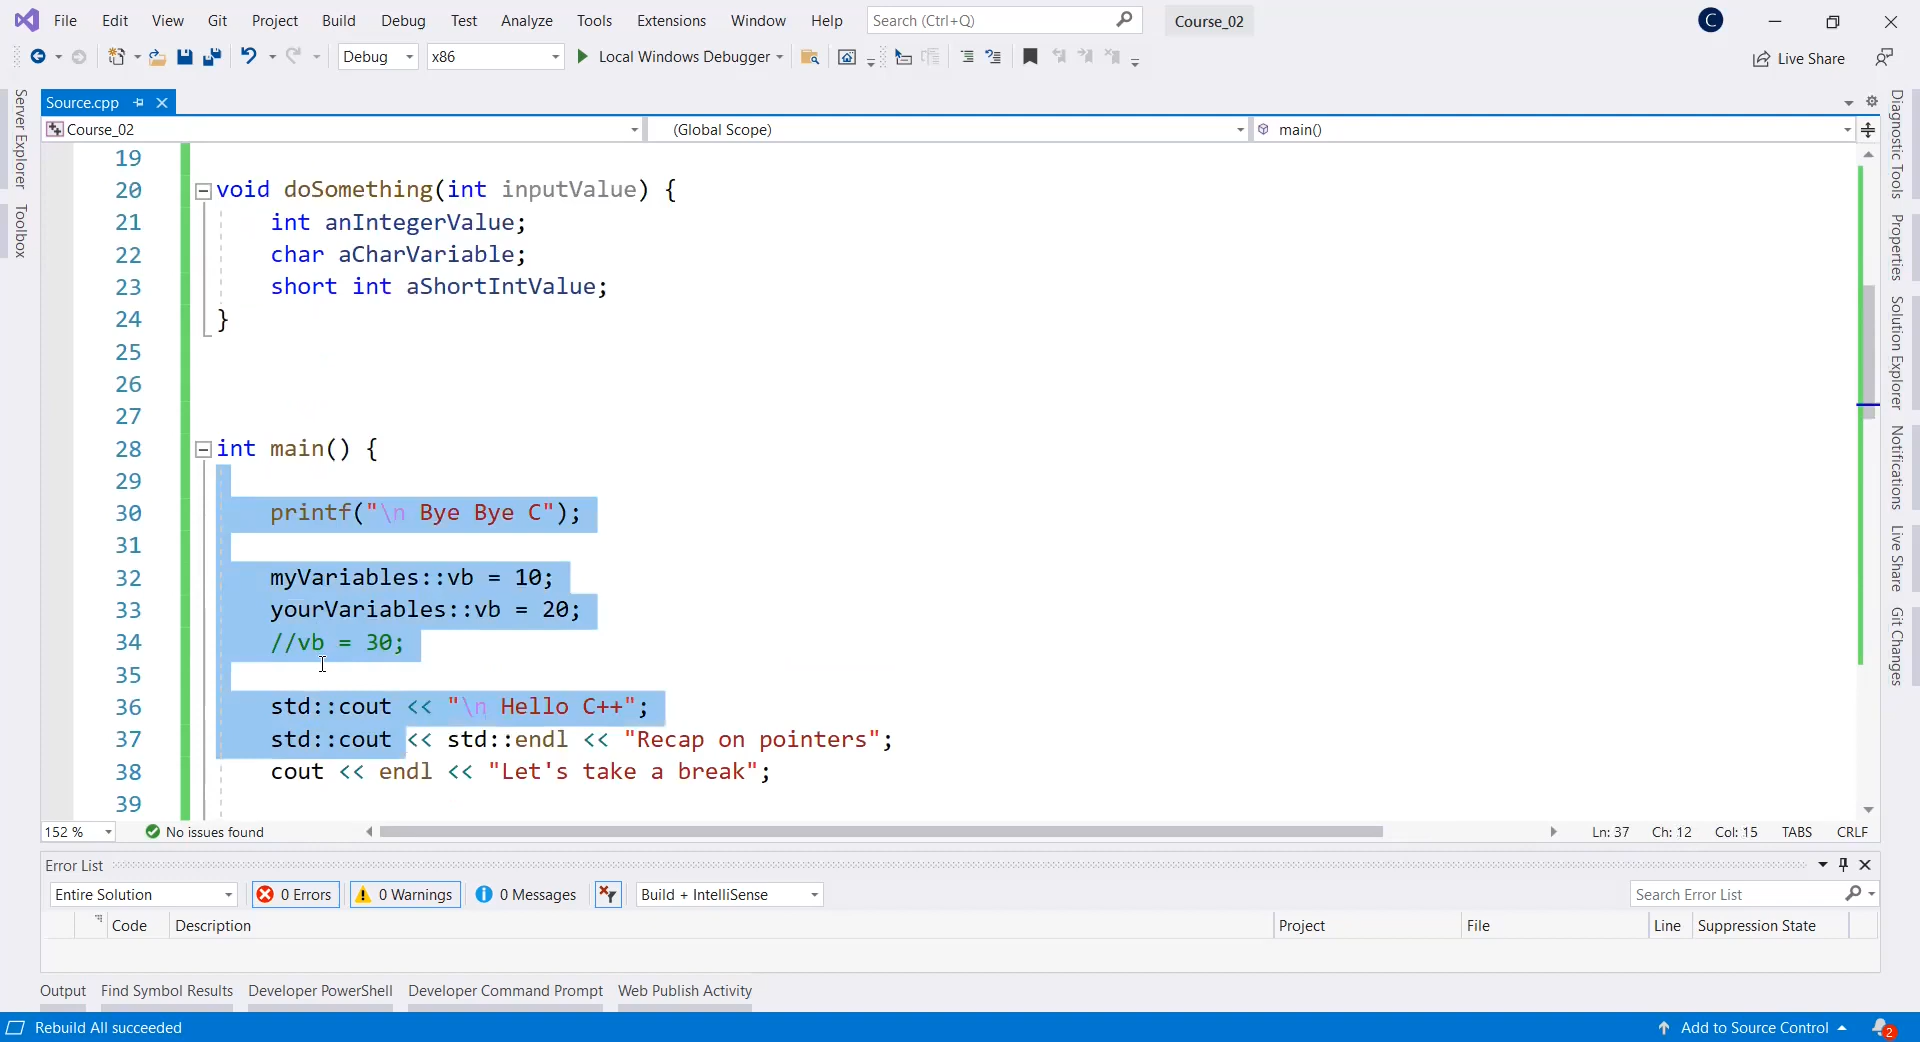 File Edit View Git Project Build Debug Test Analyze Tools Extensions Window Help Search (Ctrl+Q) Course_02 C
Debug x86 Local Windows Debugger Live Share
Source.cpp
Course_02 (Global Scope) main()
19
20 void doSomething(int inputValue) {
21 int anIntegerValue;
22 char aCharVariable;
23 short int aShortIntValue;
24 }
25
26
27
28 int main() {
29
30 printf("\n Bye Bye C");
31
32 myVariables::vb = 10;
33 yourVariables::vb = 20;
34 //vb = 30;
35
36 std::cout << "\n Hello C++";
37 std::cout << std::endl << "Recap on pointers";
38 cout << endl << "Let's take a break";
39
152 % No issues found Ln: 37 Ch: 12 Col: 15 TABS CRLF
Error List
Entire Solution 0 Errors 0 Warnings 0 Messages Build + IntelliSense Search Error List
Code Description Project File Line Suppression State
Output Find Symbol Results Developer PowerShell Developer Command Prompt Web Publish Activity
Rebuild All succeeded Add to Source Control 2
Server Explorer
Toolbox
Diagnostic Tools
Properties
Solution Explorer
Notifications
Live Share
Git Changes